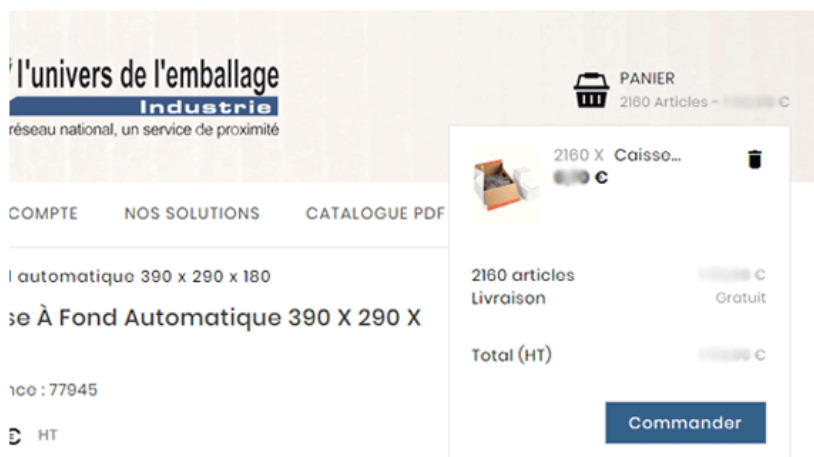 l'univers de l'emballage
Industrie
réseau national, un service de proximité
PANIER
2160 Articles - €
2160 X Caisse...
€
COMPTE NOS SOLUTIONS CATALOGUE PDF
automatique 390 x 290 x 180
se À Fond Automatique 390 X 290 X
nce : 77945
€ HT
2160 articles €
Livraison Gratuit
Total (HT) €
Commander